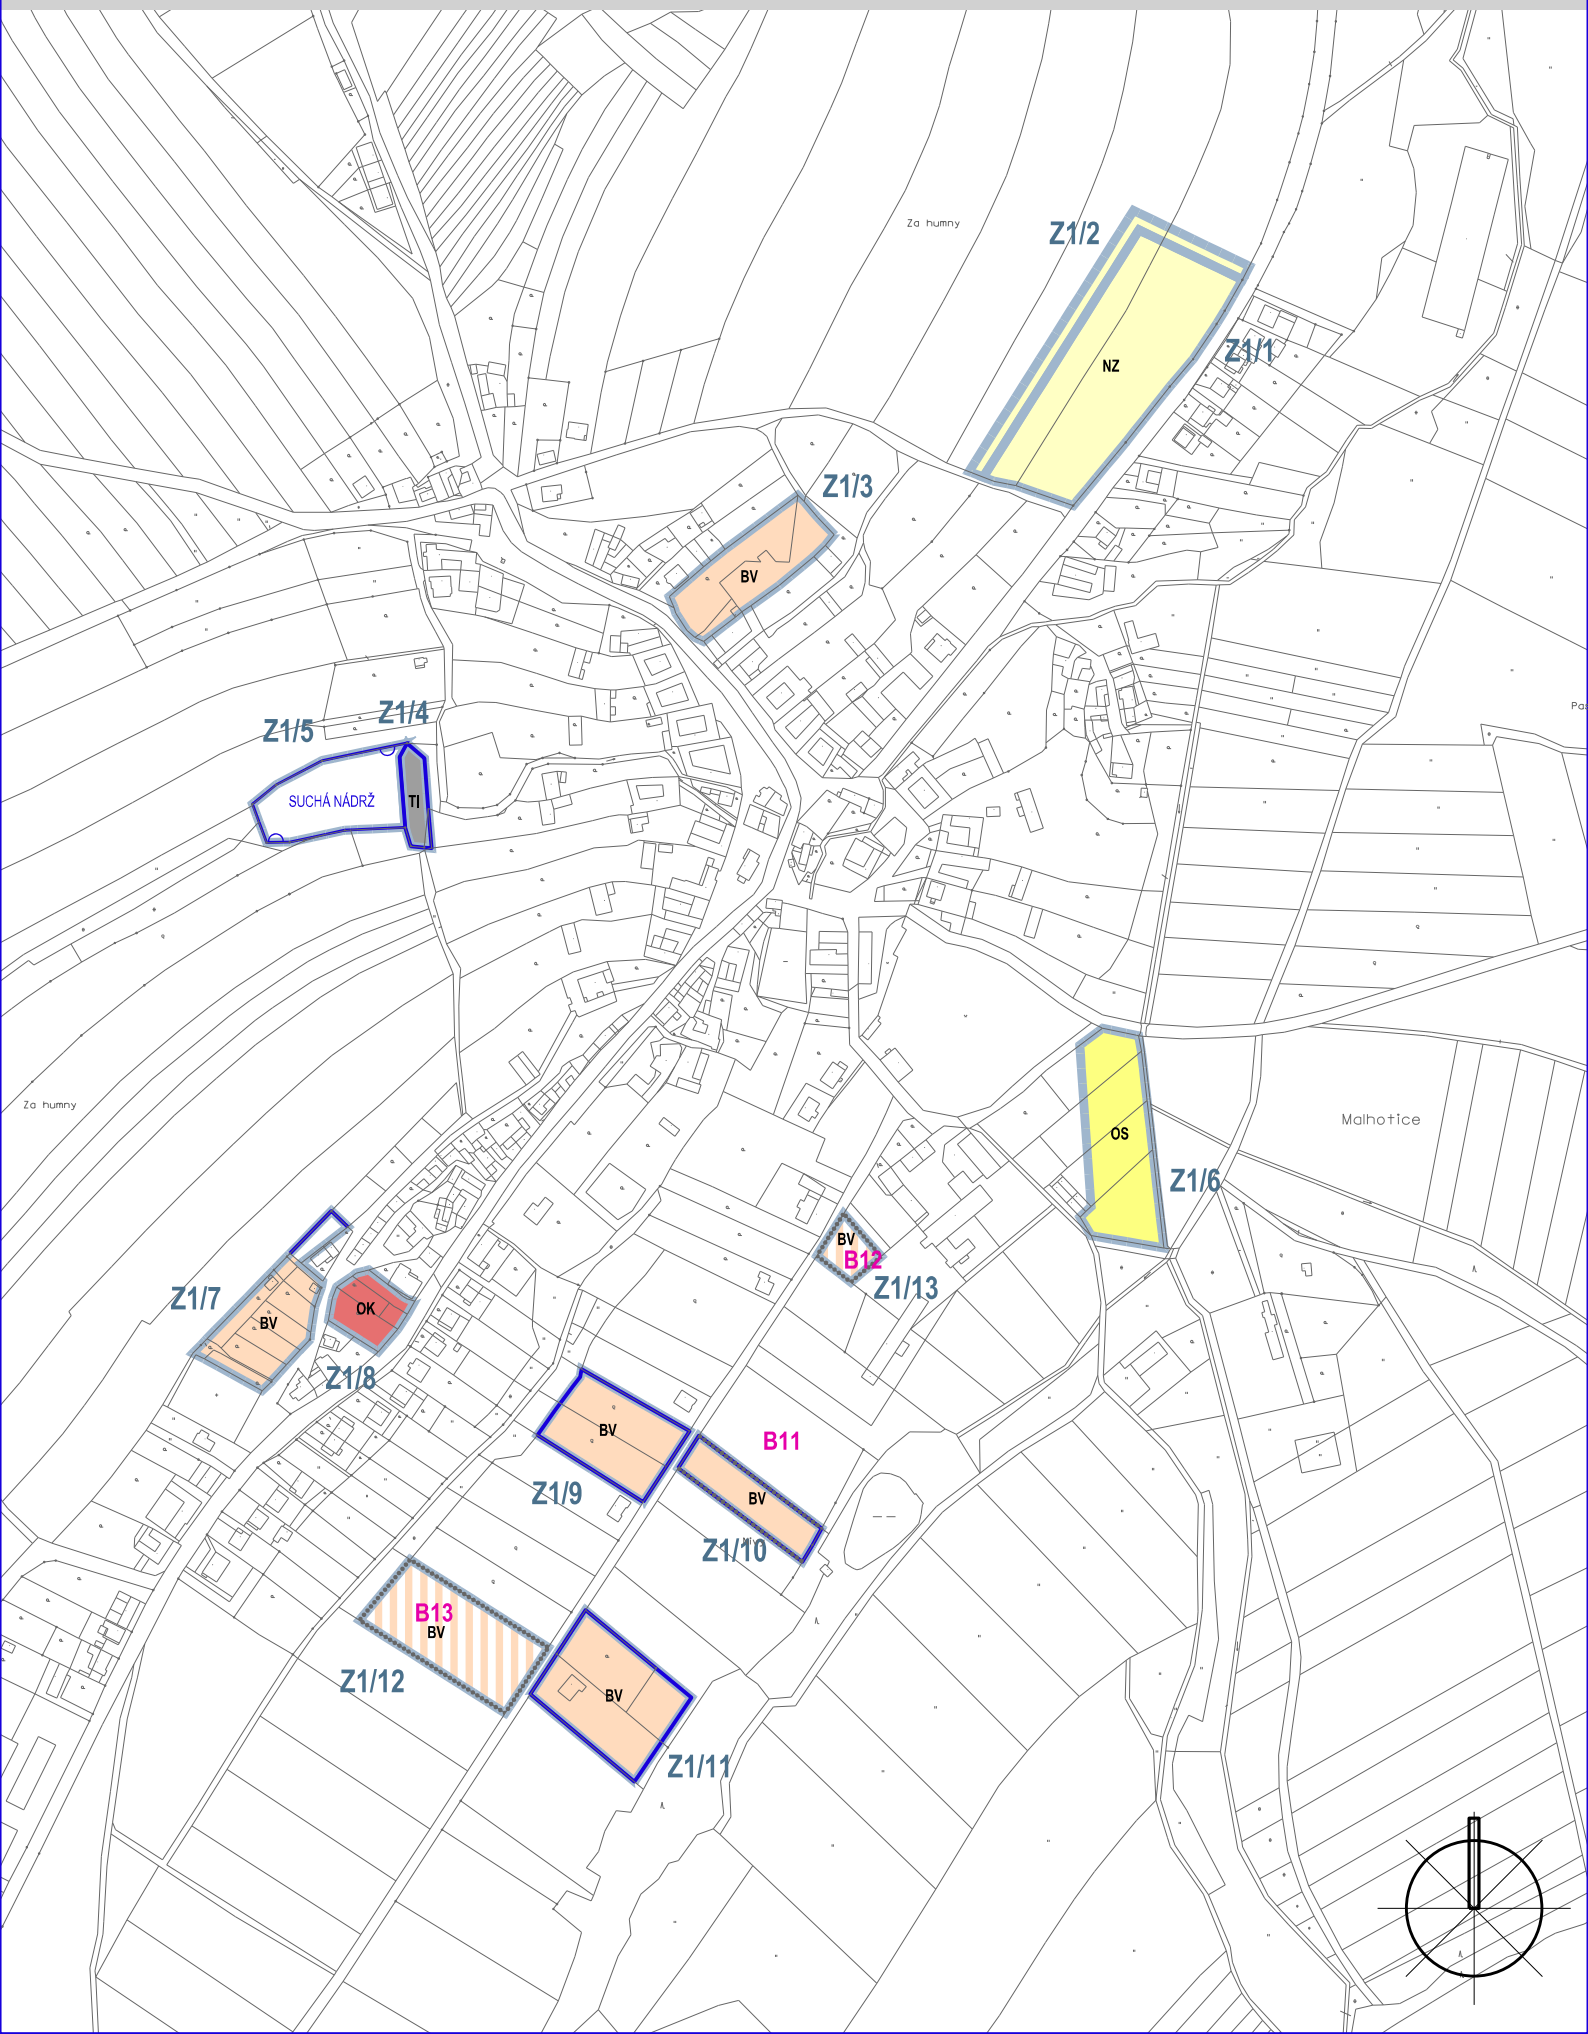 Za humny
Z1/2
Z1/1
NZ
Z1/3
BV
Z1/4
Z1/5
SUCHÁ NÁDRŽ
TI
Za humny
Malhotice
OS
Z1/6
BV
B12
Z1/13
Z1/7
BV
OK
Z1/8
BV
Z1/9
B11
BV
Z1/10
B13
BV
Z1/12
BV
Z1/11